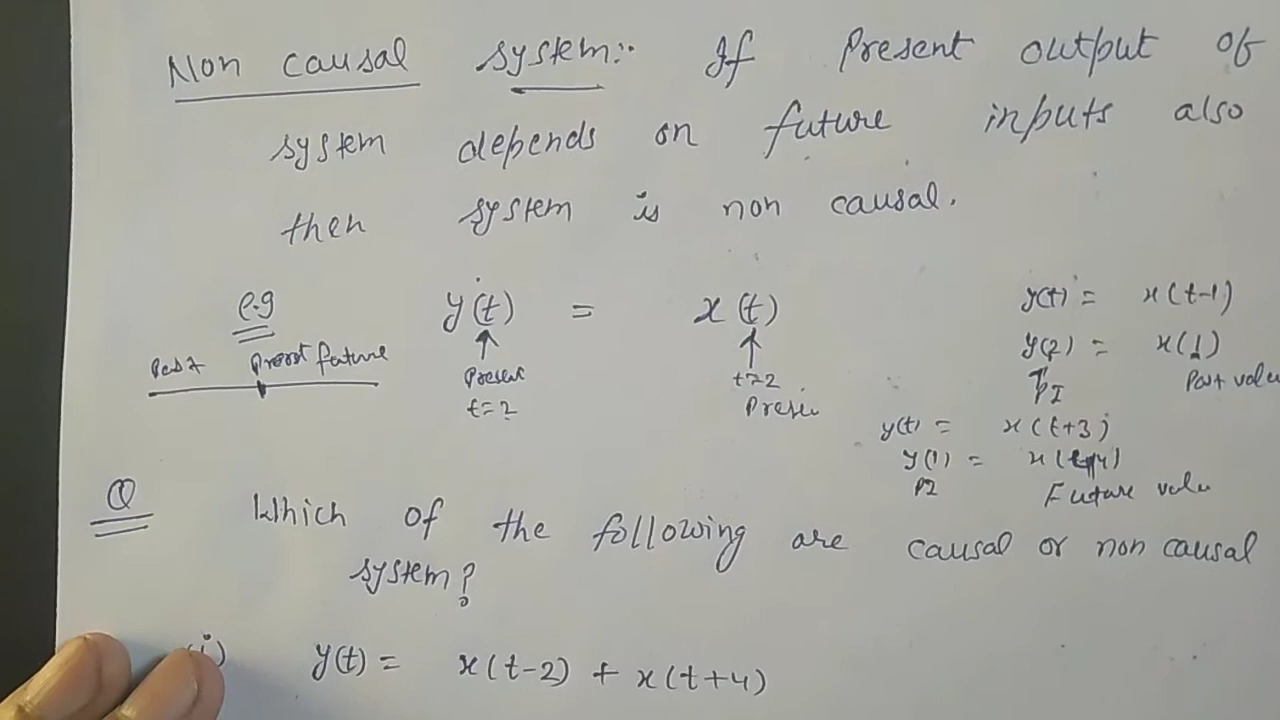 Non causal system:- If Present output of
system depends on future inputs also
then system is non causal.
e.g y(t) = x(t)
Past Present future
Present
t=2
t=2
Prese
y(t) = x(t-1)
y(2) = x(1)
Past value
y(t) = x(t+3)
y(1) = x(4)
Future value
Q Which of the following are causal or non causal
system?
(i) y(t) = x(t-2) + x(t+4)